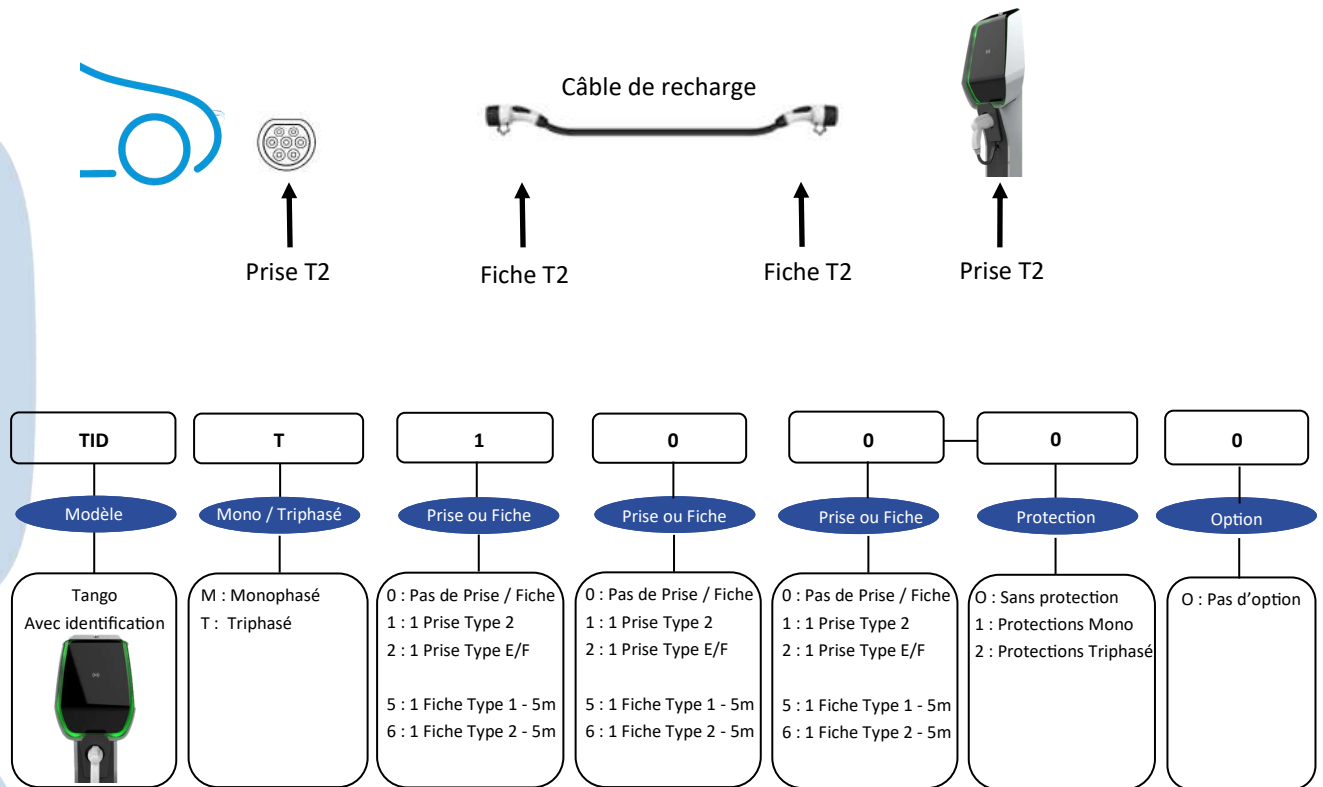 Câble de recharge
Prise T2
Fiche T2
Fiche T2
Prise T2
TID
T
1
0
0
0
0
Modèle
Mono / Triphasé
Prise ou Fiche
Prise ou Fiche
Prise ou Fiche
Protection
Option
Tango
Avec identification
M : Monophasé
T : Triphasé
0 : Pas de Prise / Fiche
1 : 1 Prise Type 2
2 : 1 Prise Type E/F
5 : 1 Fiche Type 1 - 5m
6 : 1 Fiche Type 2 - 5m
0 : Pas de Prise / Fiche
1 : 1 Prise Type 2
2 : 1 Prise Type E/F
5 : 1 Fiche Type 1 - 5m
6 : 1 Fiche Type 2 - 5m
0 : Pas de Prise / Fiche
1 : 1 Prise Type 2
2 : 1 Prise Type E/F
5 : 1 Fiche Type 1 - 5m
6 : 1 Fiche Type 2 - 5m
O : Sans protection
1 : Protections Mono
2 : Protections Triphasé
O : Pas d’option